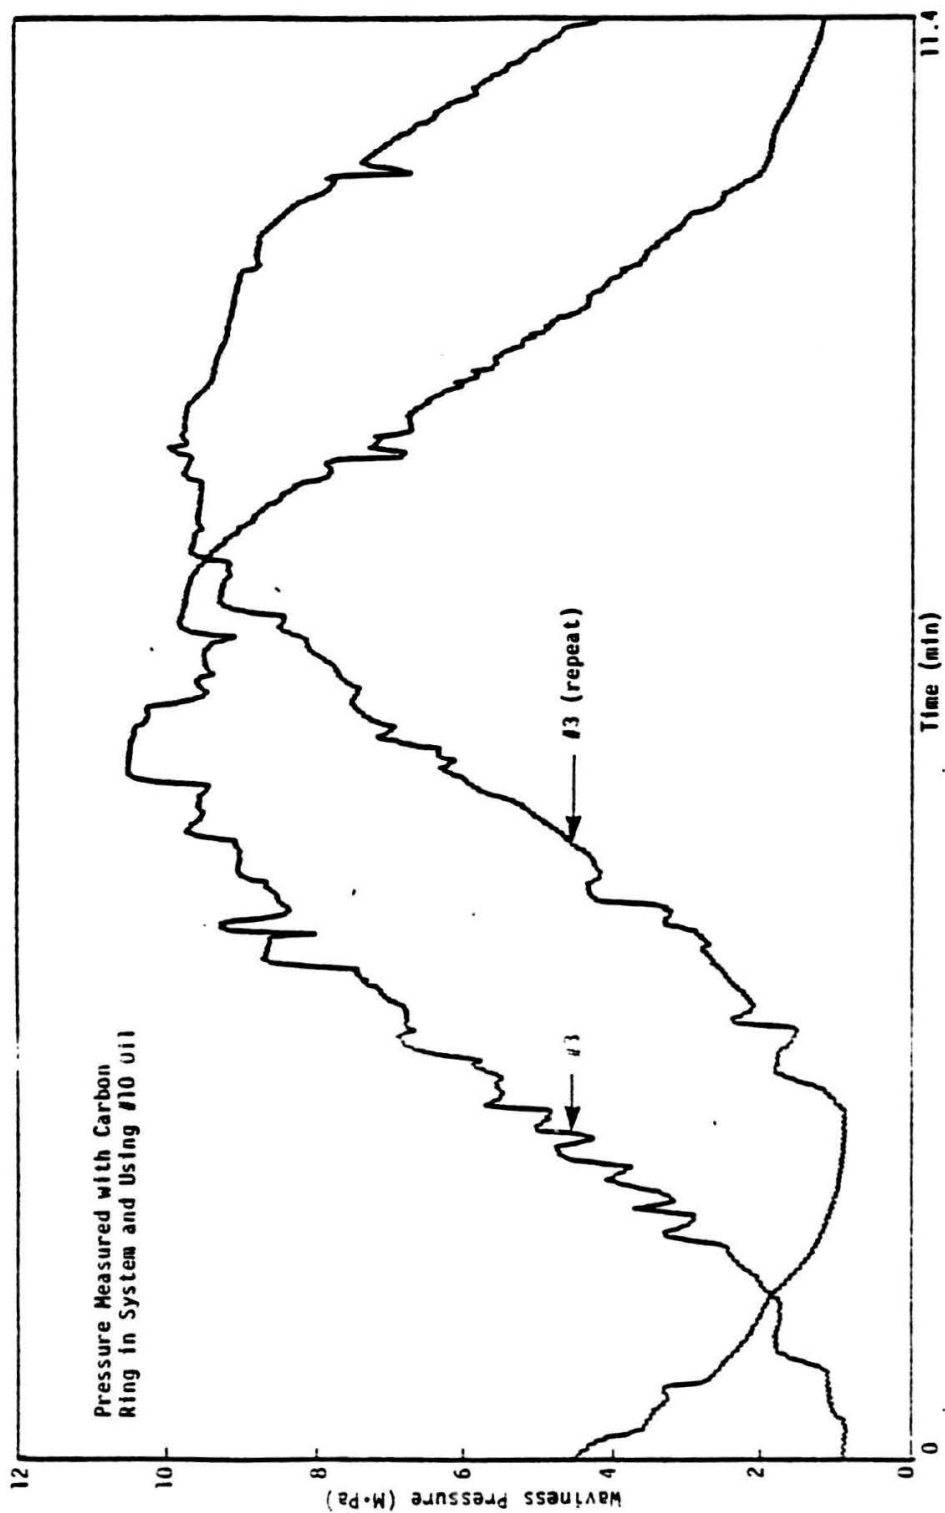 Pressure Measured with Carbon
Ring in System and Using #10 Oil
12
10
8
6
4
2
0
Waviness Pressure (M·Pa)
#3
#3 (repeat)
0
Time (min)
11.4